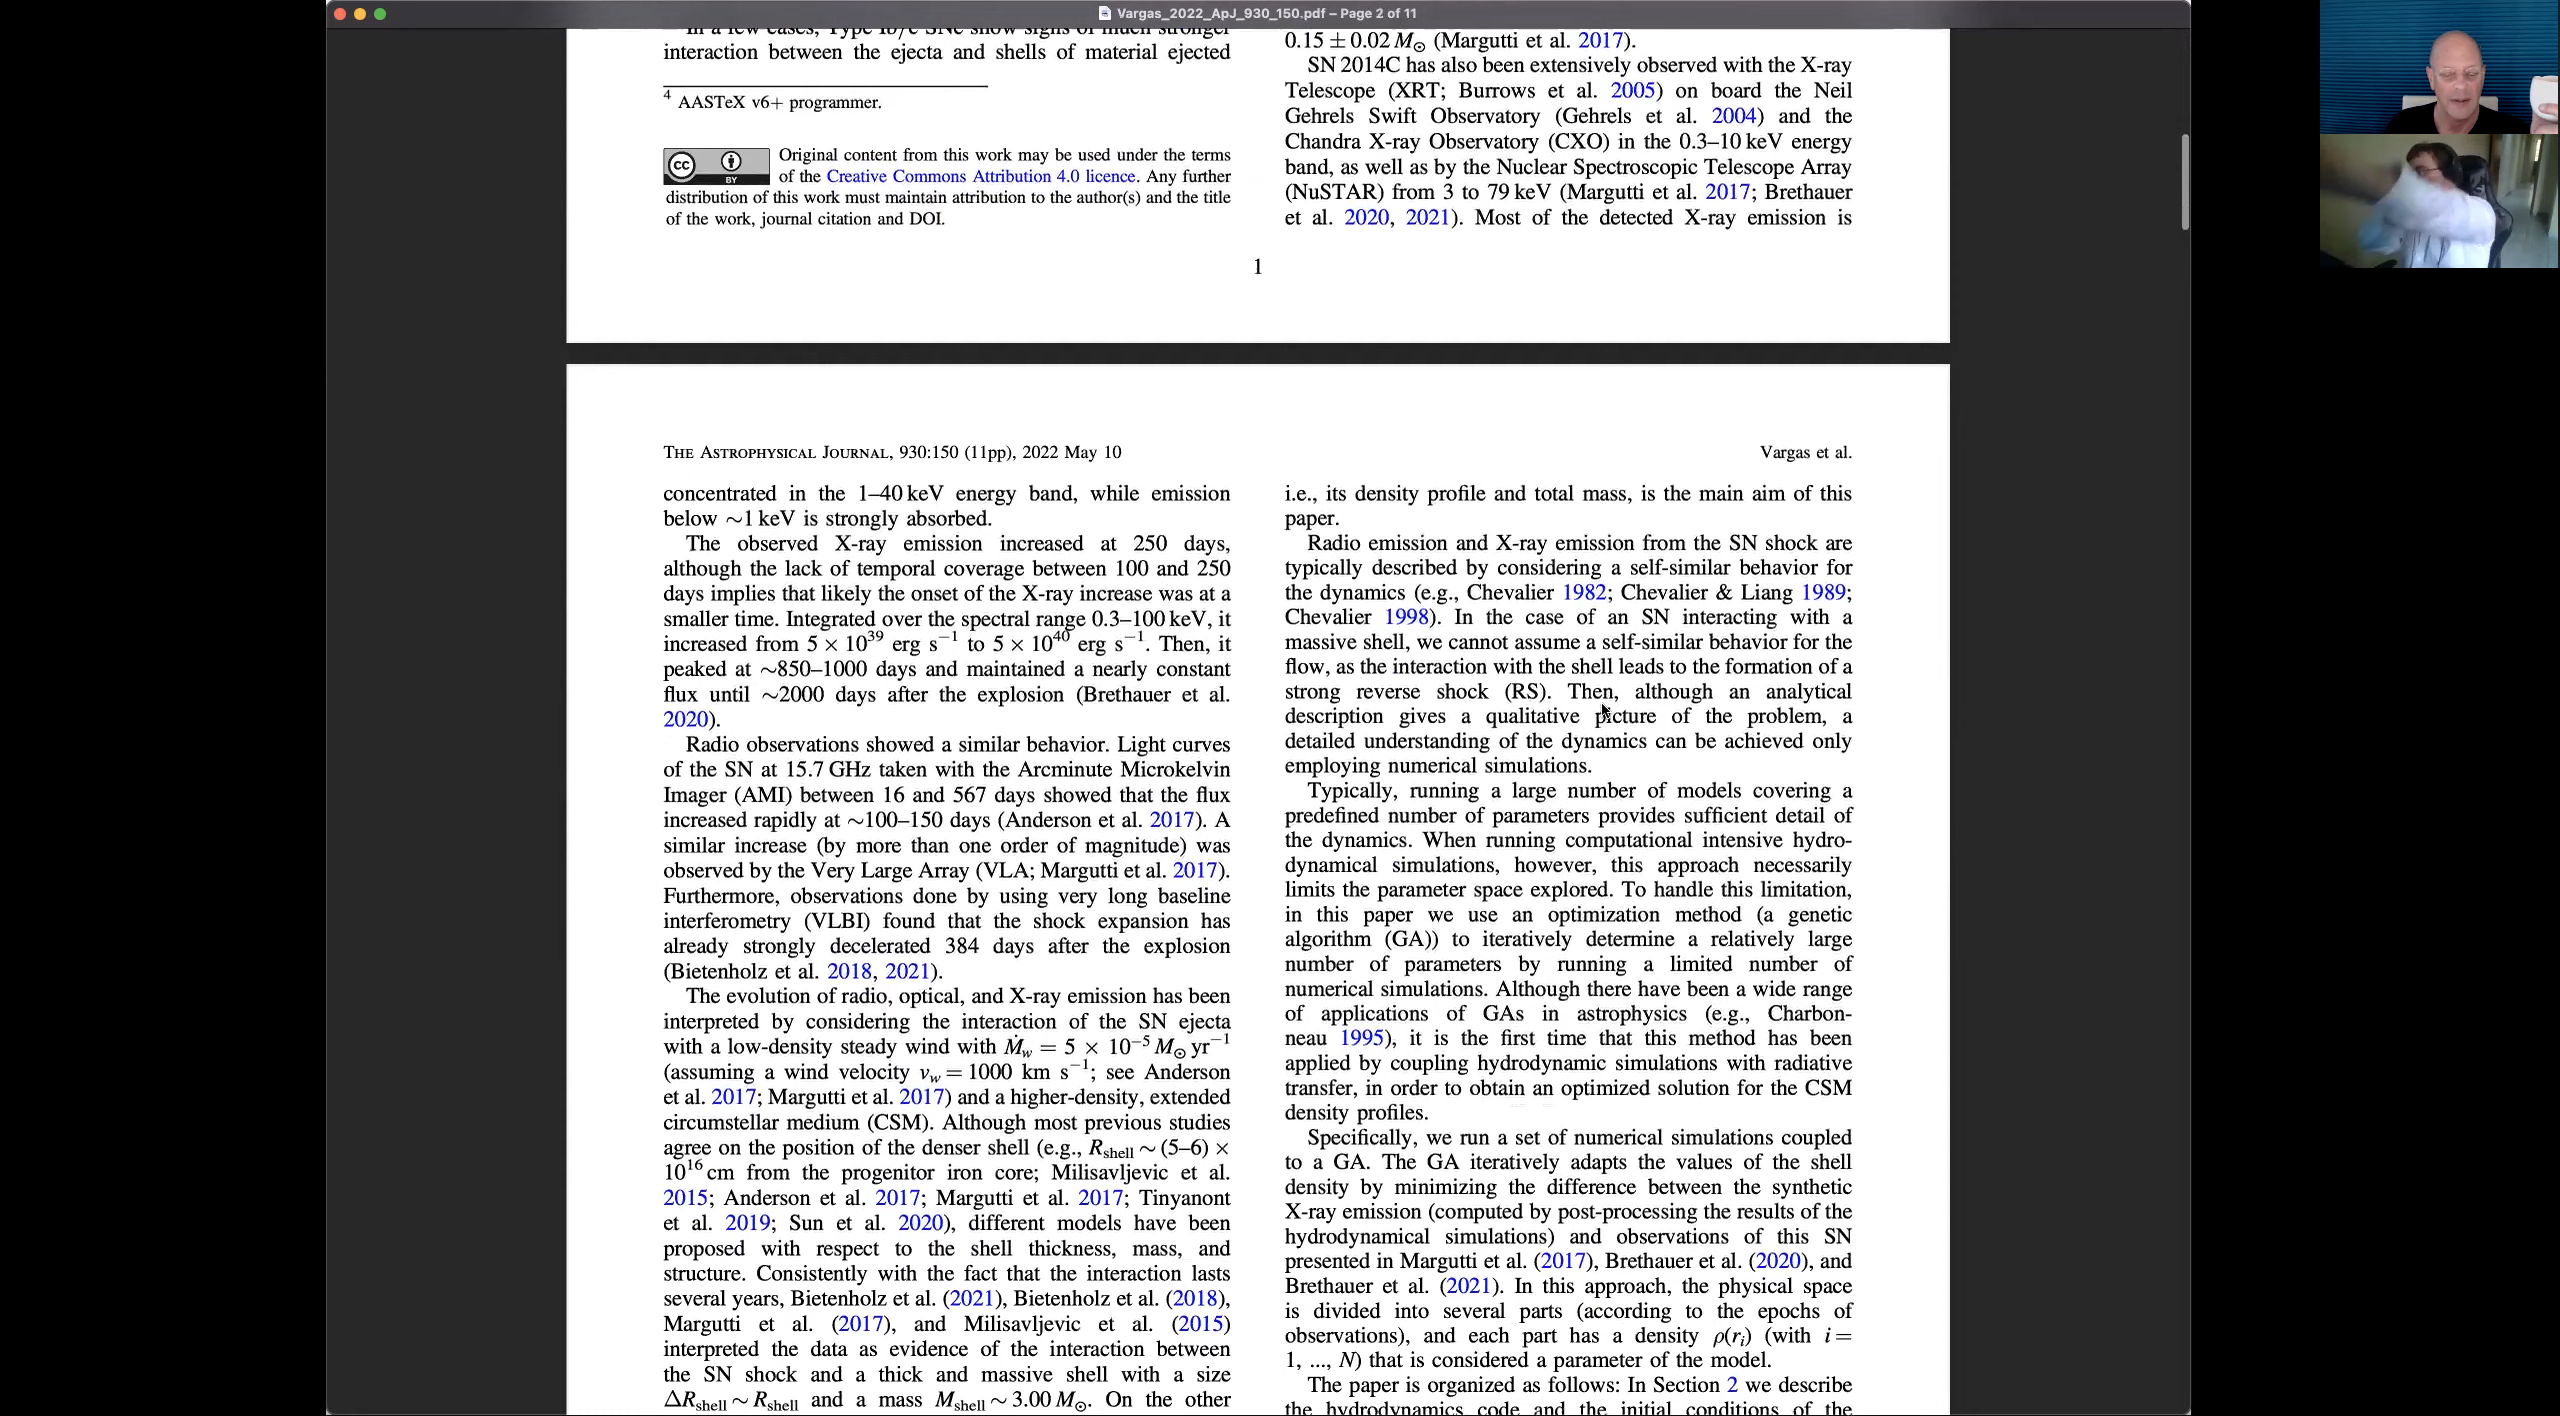 Vargas_2022_ApJ_930_150.pdf – Page 2 of 11
In a few cases, Type Ib/c SNe show signs of much stronger
interaction between the ejecta and shells of material ejected
4 AASTeX v6+ programmer.
cc BY
Original content from this work may be used under the terms
of the Creative Commons Attribution 4.0 licence. Any further
distribution of this work must maintain attribution to the author(s) and the title
of the work, journal citation and DOI.
0.15 ± 0.02 M⊙ (Margutti et al. 2017).
SN 2014C has also been extensively observed with the X-ray
Telescope (XRT; Burrows et al. 2005) on board the Neil
Gehrels Swift Observatory (Gehrels et al. 2004) and the
Chandra X-ray Observatory (CXO) in the 0.3–10 keV energy
band, as well as by the Nuclear Spectroscopic Telescope Array
(NuSTAR) from 3 to 79 keV (Margutti et al. 2017; Brethauer
et al. 2020, 2021). Most of the detected X-ray emission is
1
THE ASTROPHYSICAL JOURNAL, 930:150 (11pp), 2022 May 10
Vargas et al.
concentrated in the 1–40 keV energy band, while emission
below ∼1 keV is strongly absorbed.
The observed X-ray emission increased at 250 days,
although the lack of temporal coverage between 100 and 250
days implies that likely the onset of the X-ray increase was at a
smaller time. Integrated over the spectral range 0.3–100 keV, it
increased from 5 × 10³⁹ erg s⁻¹ to 5 × 10⁴⁰ erg s⁻¹. Then, it
peaked at ∼850–1000 days and maintained a nearly constant
flux until ∼2000 days after the explosion (Brethauer et al.
2020).
Radio observations showed a similar behavior. Light curves
of the SN at 15.7 GHz taken with the Arcminute Microkelvin
Imager (AMI) between 16 and 567 days showed that the flux
increased rapidly at ∼100–150 days (Anderson et al. 2017). A
similar increase (by more than one order of magnitude) was
observed by the Very Large Array (VLA; Margutti et al. 2017).
Furthermore, observations done by using very long baseline
interferometry (VLBI) found that the shock expansion has
already strongly decelerated 384 days after the explosion
(Bietenholz et al. 2018, 2021).
The evolution of radio, optical, and X-ray emission has been
interpreted by considering the interaction of the SN ejecta
with a low-density steady wind with Ṁw = 5 × 10⁻⁵ M⊙ yr⁻¹
(assuming a wind velocity vw = 1000 km s⁻¹; see Anderson
et al. 2017; Margutti et al. 2017) and a higher-density, extended
circumstellar medium (CSM). Although most previous studies
agree on the position of the denser shell (e.g., Rshell ∼ (5–6) ×
10¹⁶ cm from the progenitor iron core; Milisavljevic et al.
2015; Anderson et al. 2017; Margutti et al. 2017; Tinyanont
et al. 2019; Sun et al. 2020), different models have been
proposed with respect to the shell thickness, mass, and
structure. Consistently with the fact that the interaction lasts
several years, Bietenholz et al. (2021), Bietenholz et al. (2018),
Margutti et al. (2017), and Milisavljevic et al. (2015)
interpreted the data as evidence of the interaction between
the SN shock and a thick and massive shell with a size
ΔRshell ∼ Rshell and a mass Mshell ∼ 3.00 M⊙. On the other
i.e., its density profile and total mass, is the main aim of this
paper.
Radio emission and X-ray emission from the SN shock are
typically described by considering a self-similar behavior for
the dynamics (e.g., Chevalier 1982; Chevalier & Liang 1989;
Chevalier 1998). In the case of an SN interacting with a
massive shell, we cannot assume a self-similar behavior for the
flow, as the interaction with the shell leads to the formation of a
strong reverse shock (RS). Then, although an analytical
description gives a qualitative picture of the problem, a
detailed understanding of the dynamics can be achieved only
employing numerical simulations.
Typically, running a large number of models covering a
predefined number of parameters provides sufficient detail of
the dynamics. When running computational intensive hydro-
dynamical simulations, however, this approach necessarily
limits the parameter space explored. To handle this limitation,
in this paper we use an optimization method (a genetic
algorithm (GA)) to iteratively determine a relatively large
number of parameters by running a limited number of
numerical simulations. Although there have been a wide range
of applications of GAs in astrophysics (e.g., Charbon-
neau 1995), it is the first time that this method has been
applied by coupling hydrodynamic simulations with radiative
transfer, in order to obtain an optimized solution for the CSM
density profiles.
Specifically, we run a set of numerical simulations coupled
to a GA. The GA iteratively adapts the values of the shell
density by minimizing the difference between the synthetic
X-ray emission (computed by post-processing the results of the
hydrodynamical simulations) and observations of this SN
presented in Margutti et al. (2017), Brethauer et al. (2020), and
Brethauer et al. (2021). In this approach, the physical space
is divided into several parts (according to the epochs of
observations), and each part has a density ρ(ri) (with i =
1, ..., N) that is considered a parameter of the model.
The paper is organized as follows: In Section 2 we describe
the hydrodynamics code and the initial conditions of the